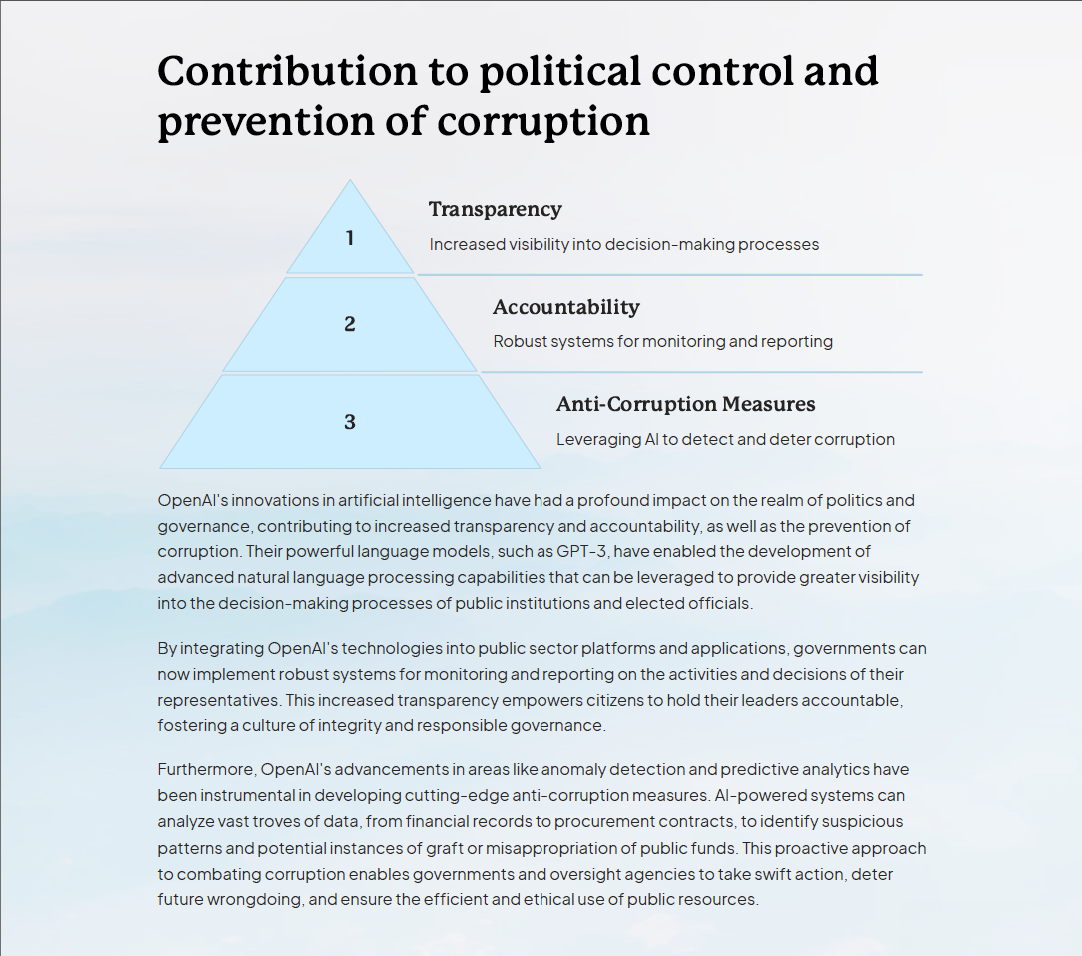 Contribution to political control and
prevention of corruption
1
Transparency
Increased visibility into decision-making processes
2
Accountability
Robust systems for monitoring and reporting
3
Anti-Corruption Measures
Leveraging AI to detect and deter corruption
OpenAI's innovations in artificial intelligence have had a profound impact on the realm of politics and
governance, contributing to increased transparency and accountability, as well as the prevention of
corruption. Their powerful language models, such as GPT-3, have enabled the development of
advanced natural language processing capabilities that can be leveraged to provide greater visibility
into the decision-making processes of public institutions and elected officials.
By integrating OpenAI's technologies into public sector platforms and applications, governments can
now implement robust systems for monitoring and reporting on the activities and decisions of their
representatives. This increased transparency empowers citizens to hold their leaders accountable,
fostering a culture of integrity and responsible governance.
Furthermore, OpenAI's advancements in areas like anomaly detection and predictive analytics have
been instrumental in developing cutting-edge anti-corruption measures. AI-powered systems can
analyze vast troves of data, from financial records to procurement contracts, to identify suspicious
patterns and potential instances of graft or misappropriation of public funds. This proactive approach
to combating corruption enables governments and oversight agencies to take swift action, deter
future wrongdoing, and ensure the efficient and ethical use of public resources.